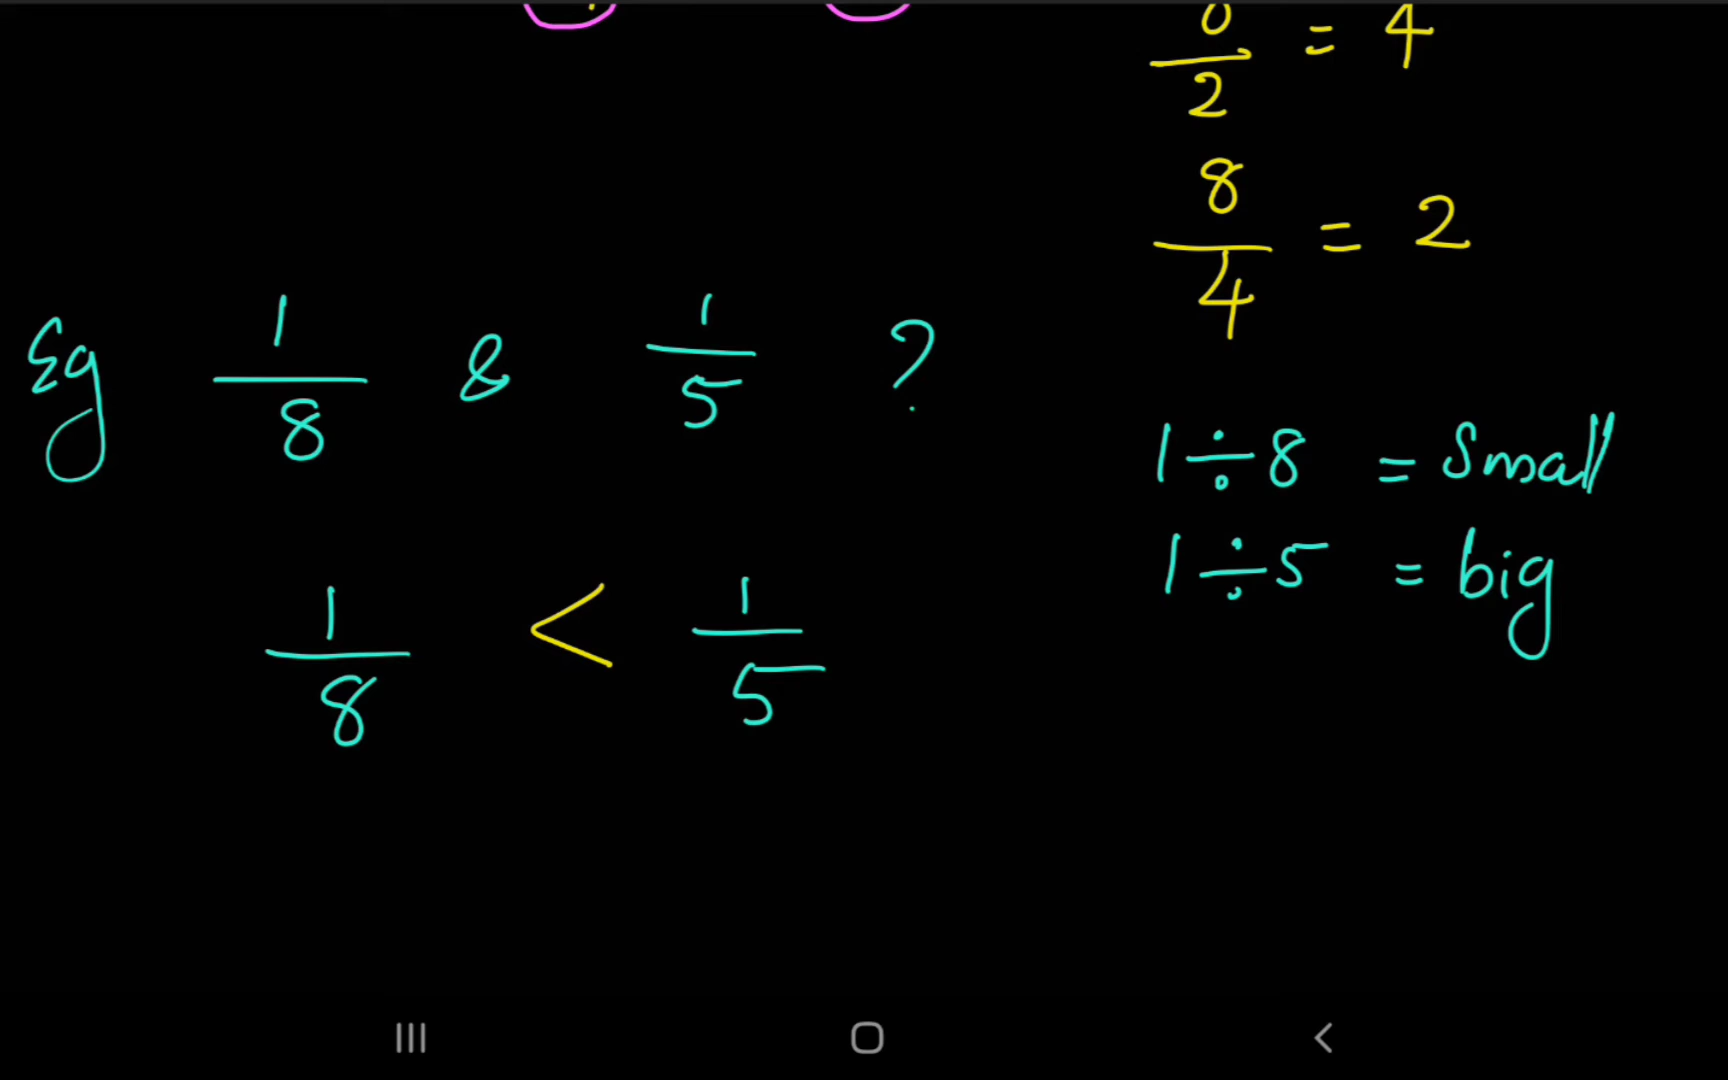 /2 = 4
8/4 = 2
Eg 1/8 & 1/5 ?
1÷8 = Small
1÷5 = big
1/8 < 1/5